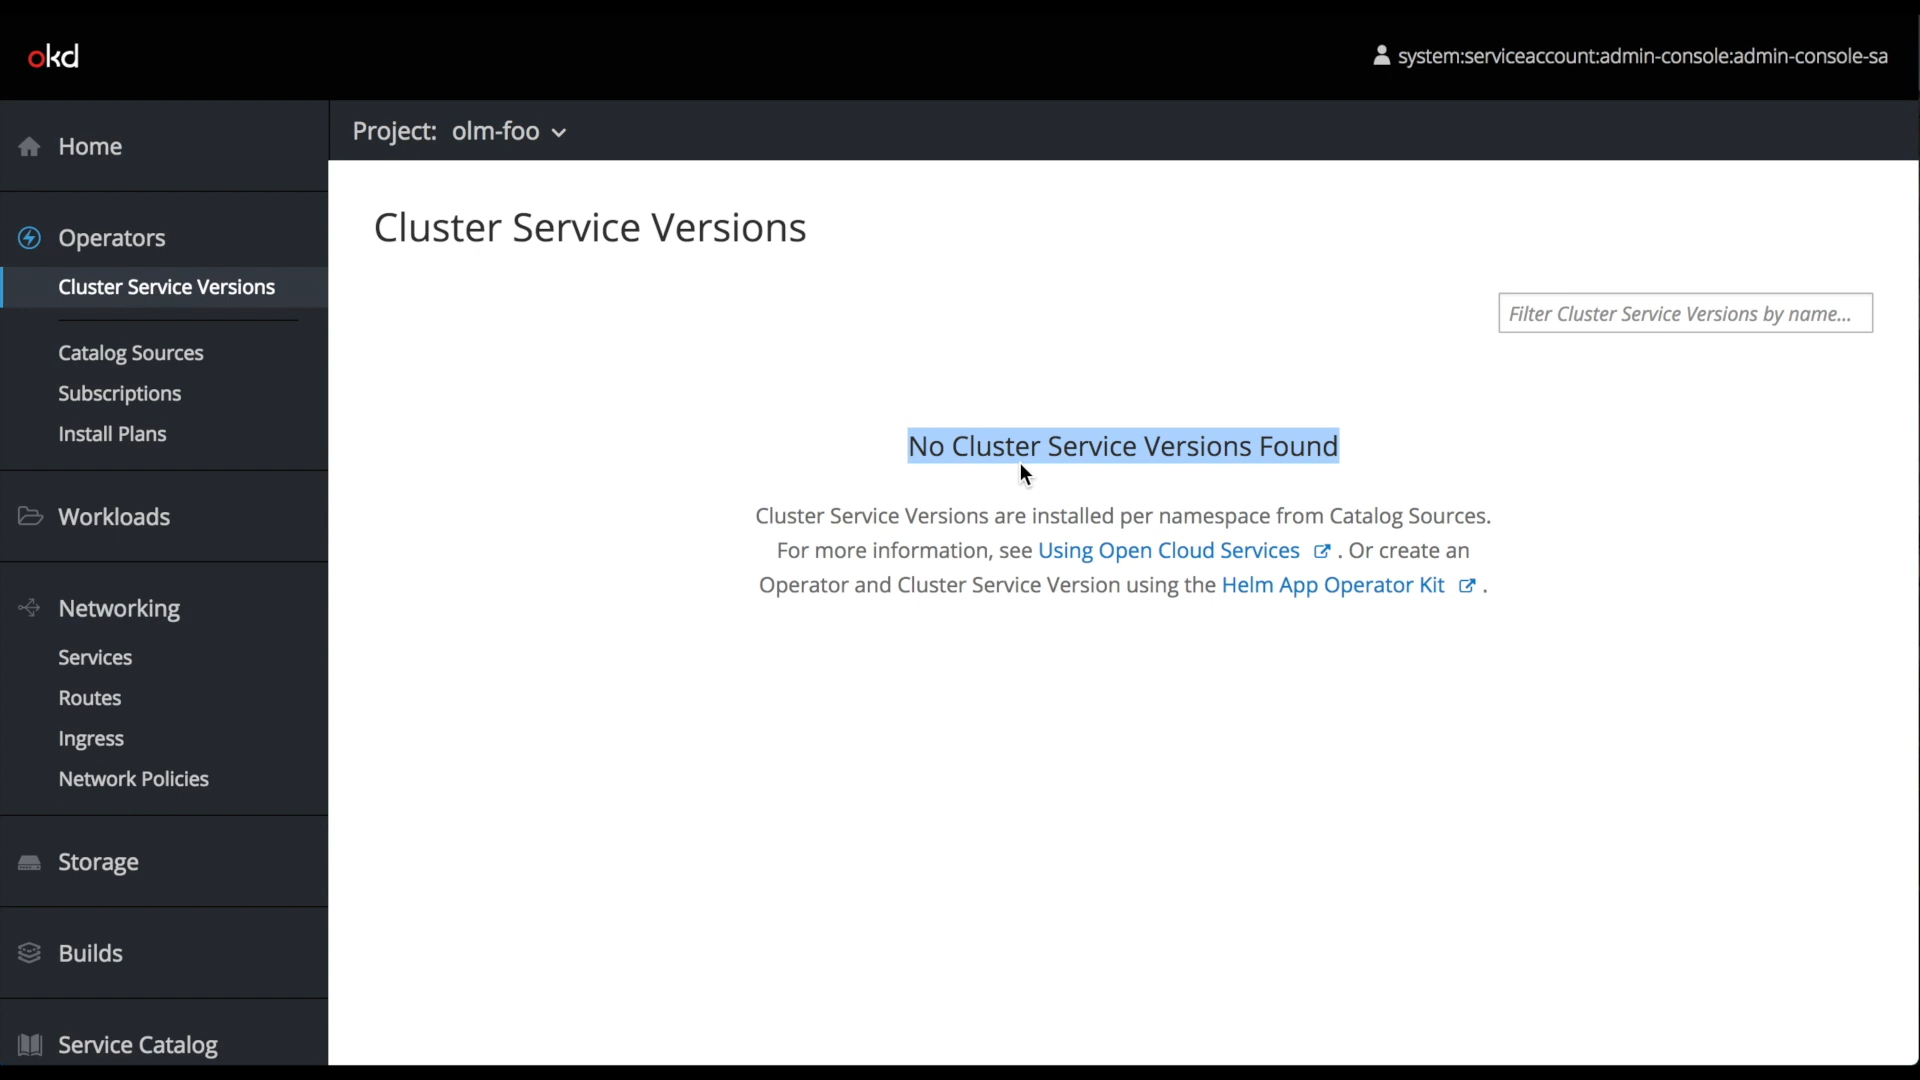 okd
system:serviceaccount:admin-console:admin-console-sa
Home
Operators
Cluster Service Versions
Catalog Sources
Subscriptions
Install Plans
Workloads
Networking
Services
Routes
Ingress
Network Policies
Storage
Builds
Service Catalog
Project: olm-foo
Cluster Service Versions
Filter Cluster Service Versions by name...
No Cluster Service Versions Found
Cluster Service Versions are installed per namespace from Catalog Sources.
For more information, see Using Open Cloud Services . Or create an
Operator and Cluster Service Version using the Helm App Operator Kit .